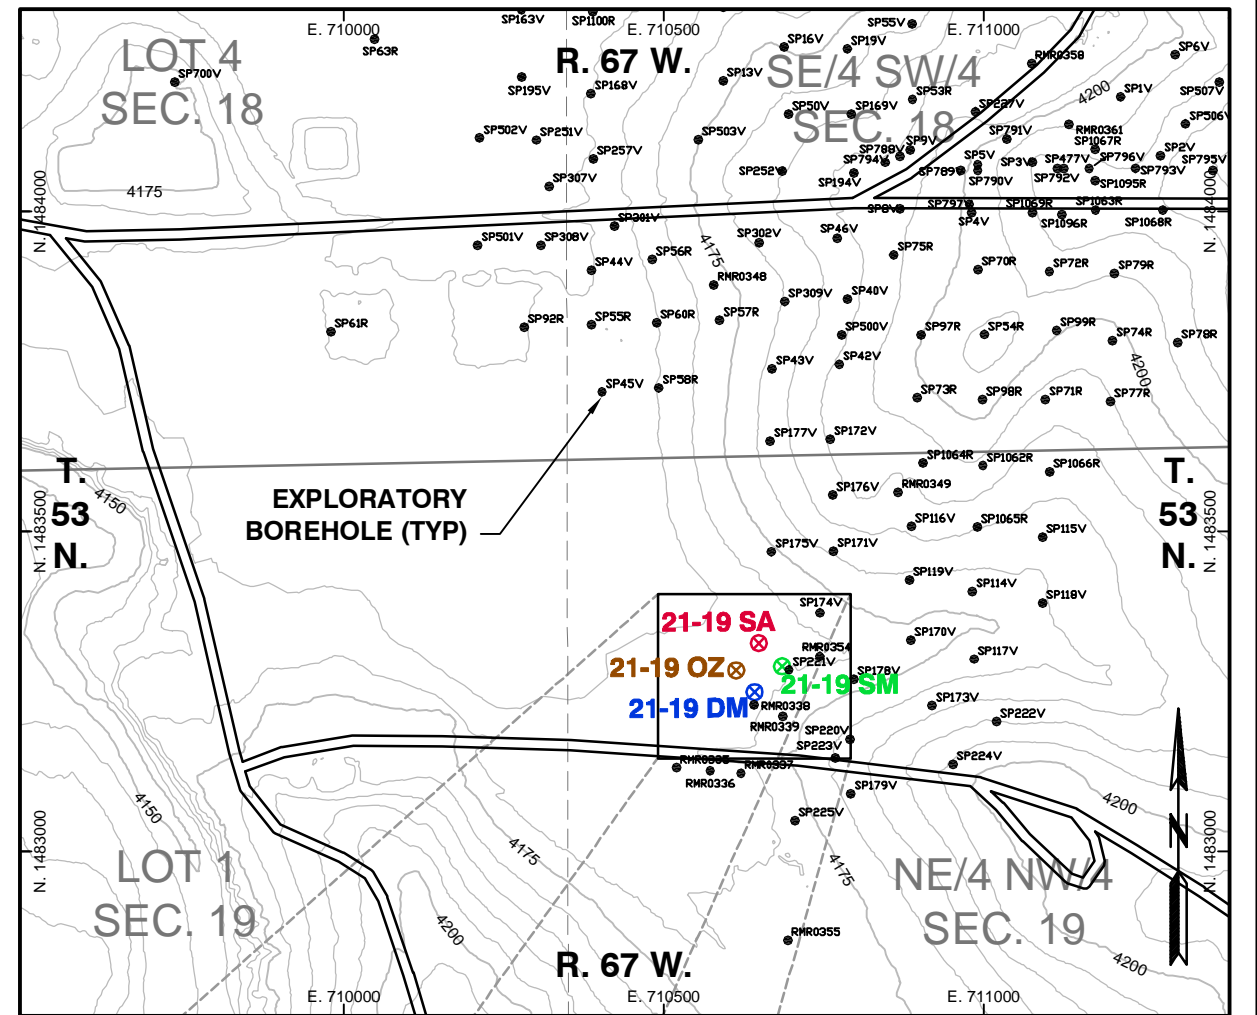 E. 710000
E. 710500
E. 711000
SP163V
SP1100R
SP55V
SP63R
SP16V
SP19V
SP6V
LOT 4
SEC. 18
R. 67 W.
SE/4 SW/4
SEC. 18
RMR0358
SP700V
SP195V
SP168V
SP13V
SP53R
4200
SP1V
SP507V
SP50V
SP169V
SP227V
SP506V
SP502V
SP251V
SP503V
SP9V
SP791V
RMR0361
SP1067R
SP257V
SP788V
SP794V
SP5V
SP3V
SP477V
SP796V
SP2V
SP795V
SP307V
SP252V
SP194V
SP789V
SP790V
SP792V
SP793V
SP1095R
4175
SP8V
SP797V
SP4V
SP1069R
SP1063R
SP1096R
SP1068R
N. 1484000
N. 1484000
SP301V
SP501V
SP308V
SP302V
SP46V
SP56R
4175
SP75R
SP44V
RMR0348
SP70R
SP72R
SP79R
SP309V
SP40V
SP61R
SP92R
SP55R
SP60R
SP57R
SP500V
SP97R
SP54R
SP99R
SP74R
SP78R
SP43V
SP42V
4200
SP45V
SP58R
SP73R
SP98R
SP71R
SP77R
SP177V
SP172V
SP1064R
SP1062R
SP1066R
T.
53
N.
T.
53
N.
4150
EXPLORATORY
BOREHOLE (TYP)
SP176V
RMR0349
N. 1483500
N. 1483500
SP116V
SP1065R
SP115V
SP175V
SP171V
SP119V
SP114V
SP118V
SP174V
21-19 SA
SP170V
RMR0354
SP221V
21-19 OZ
SP117V
SP178V
21-19 SM
21-19 DM
RMR0338
RMR0339
SP173V
SP222V
SP220V
SP223V
RMR0335
RMR0336
RMR0337
SP224V
SP179V
4150
4200
SP225V
N
N. 1483000
N. 1483000
4175
4175
LOT 1
SEC. 19
NE/4 NW/4
SEC. 19
4200
RMR0355
R. 67 W.
4200
E. 710000
E. 710500
E. 711000